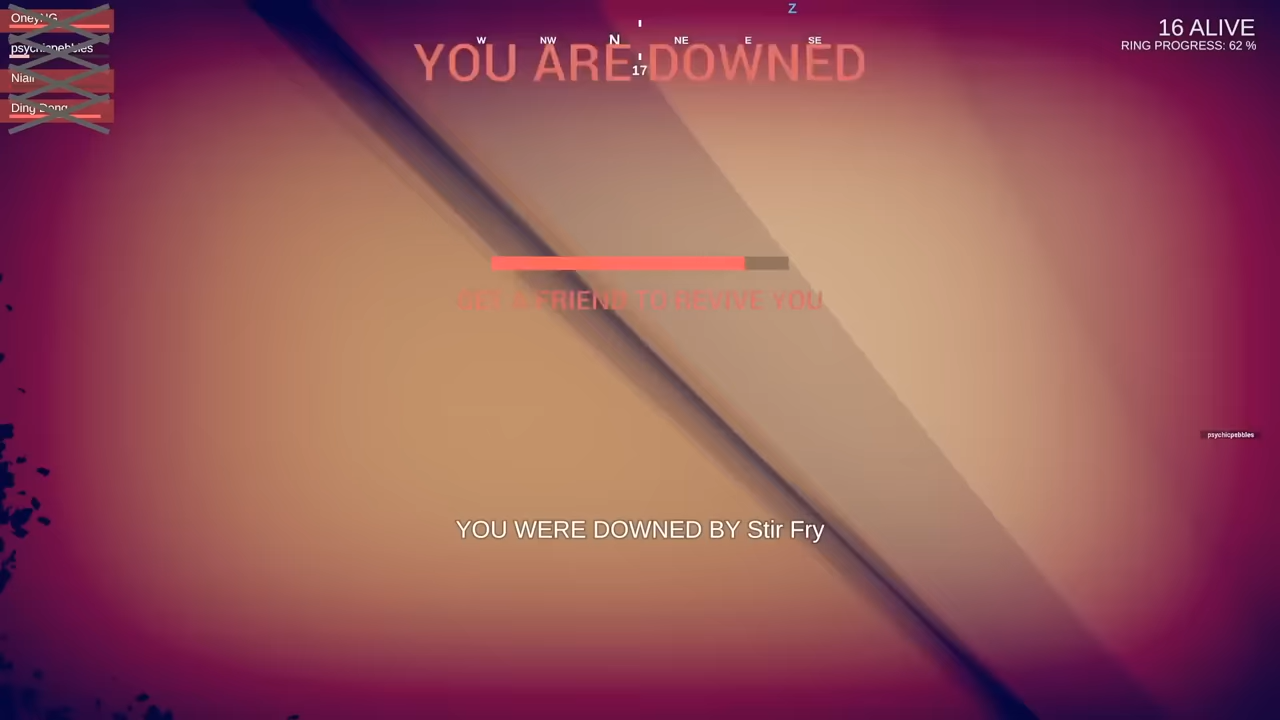 OneyNG
psychicpebbles
Niall
Ding Dong
Z
W NW N NE E SE
17
YOU ARE DOWNED
16 ALIVE
RING PROGRESS: 62 %
GET A FRIEND TO REVIVE YOU
psychicpebbles
YOU WERE DOWNED BY Stir Fry